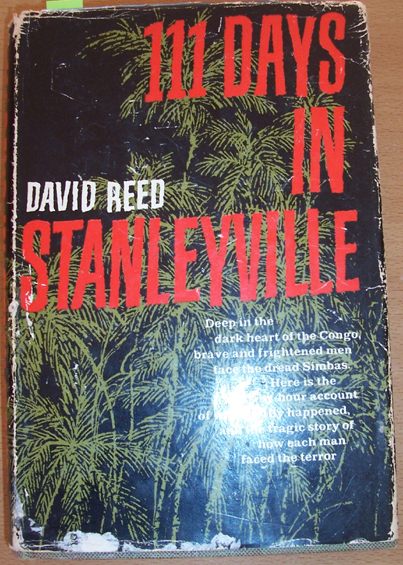 111 DAYS
IN
DAVID REED
STANLEYVILLE
Deep in the
dark heart of the Congo,
brave and frightened men
face the dread Simbas.
Here is the
hour account
of happened,
tragic story of
how each man
faced the terror